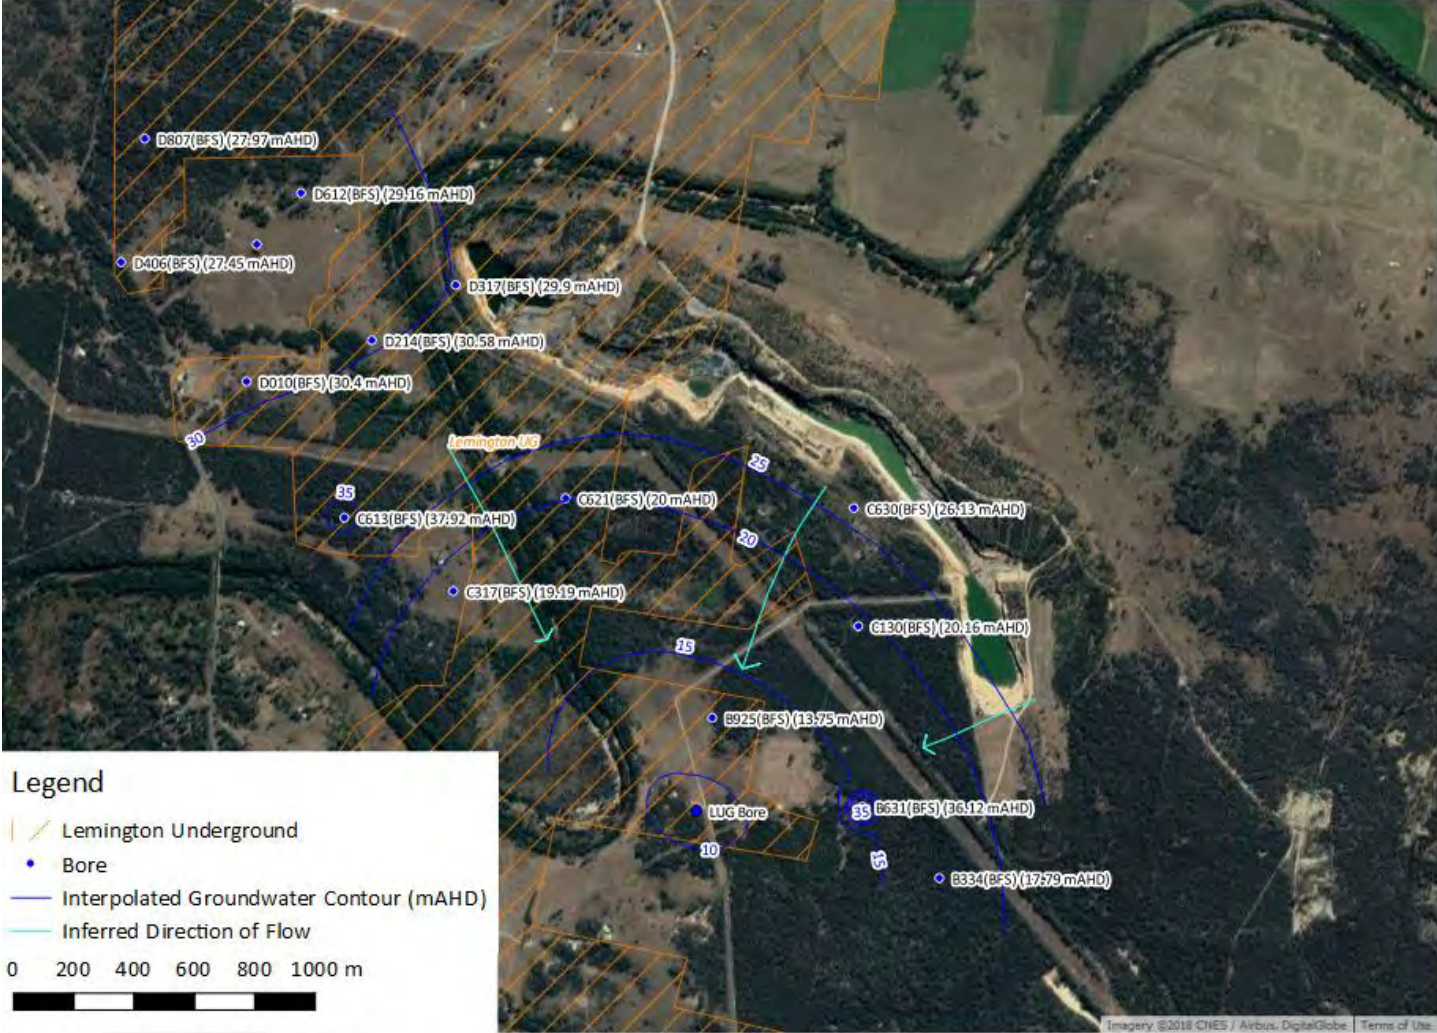 D807(BFS) (27.97 mAHD)
D612(BFS) (29.16 mAHD)
D406(BFS) (27.45 mAHD)
D317(BFS) (29.9 mAHD)
D214(BFS) (30.58 mAHD)
D010(BFS) (30.4 mAHD)
30
Lemington UG
25
35
C621(BFS) (20 mAHD)
C630(BFS) (26.13 mAHD)
C613(BFS) (37.92 mAHD)
20
C317(BFS) (19.19 mAHD)
C130(BFS) (20.16 mAHD)
15
B925(BFS) (13.75 mAHD)
LUG Bore
35
B631(BFS) (36.12 mAHD)
10
15
B334(BFS) (17.79 mAHD)
Legend
Lemington Underground
Bore
Interpolated Groundwater Contour (mAHD)
Inferred Direction of Flow
0 200 400 600 800 1000 m
Imagery ©2018 CNES / Airbus, DigitalGlobe Terms of Use